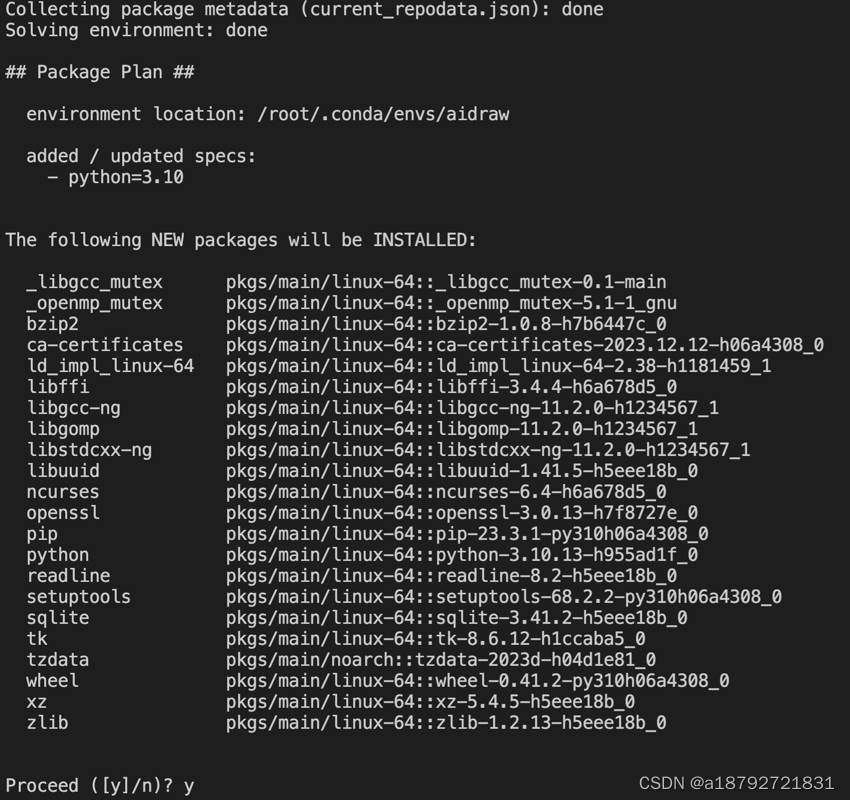 Collecting package metadata (current_repodata.json): done
Solving environment: done
## Package Plan ##
environment location: /root/.conda/envs/aidraw
added / updated specs:
- python=3.10
The following NEW packages will be INSTALLED:
_libgcc_mutex pkgs/main/linux-64::_libgcc_mutex-0.1-main
_openmp_mutex pkgs/main/linux-64::_openmp_mutex-5.1-1_gnu
bzip2 pkgs/main/linux-64::bzip2-1.0.8-h7b6447c_0
ca-certificates pkgs/main/linux-64::ca-certificates-2023.12.12-h06a4308_0
ld_impl_linux-64 pkgs/main/linux-64::ld_impl_linux-64-2.38-h1181459_1
libffi pkgs/main/linux-64::libffi-3.4.4-h6a678d5_0
libgcc-ng pkgs/main/linux-64::libgcc-ng-11.2.0-h1234567_1
libgomp pkgs/main/linux-64::libgomp-11.2.0-h1234567_1
libstdcxx-ng pkgs/main/linux-64::libstdcxx-ng-11.2.0-h1234567_1
libuuid pkgs/main/linux-64::libuuid-1.41.5-h5eee18b_0
ncurses pkgs/main/linux-64::ncurses-6.4-h6a678d5_0
openssl pkgs/main/linux-64::openssl-3.0.13-h7f8727e_0
pip pkgs/main/linux-64::pip-23.3.1-py310h06a4308_0
python pkgs/main/linux-64::python-3.10.13-h955ad1f_0
readline pkgs/main/linux-64::readline-8.2-h5eee18b_0
setuptools pkgs/main/linux-64::setuptools-68.2.2-py310h06a4308_0
sqlite pkgs/main/linux-64::sqlite-3.41.2-h5eee18b_0
tk pkgs/main/linux-64::tk-8.6.12-h1ccaba5_0
tzdata pkgs/main/noarch::tzdata-2023d-h04d1e81_0
wheel pkgs/main/linux-64::wheel-0.41.2-py310h06a4308_0
xz pkgs/main/linux-64::xz-5.4.5-h5eee18b_0
zlib pkgs/main/linux-64::zlib-1.2.13-h5eee18b_0
Proceed ([y]/n)? y
CSDN @a18792721831